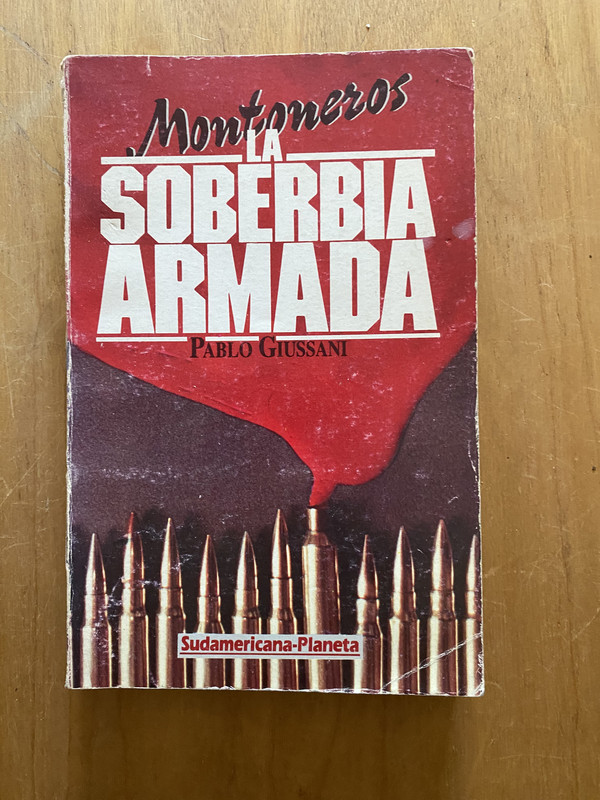 Montoneros
LA
SOBERBIA
ARMADA
PABLO GIUSSANI
Sudamericana-Planeta